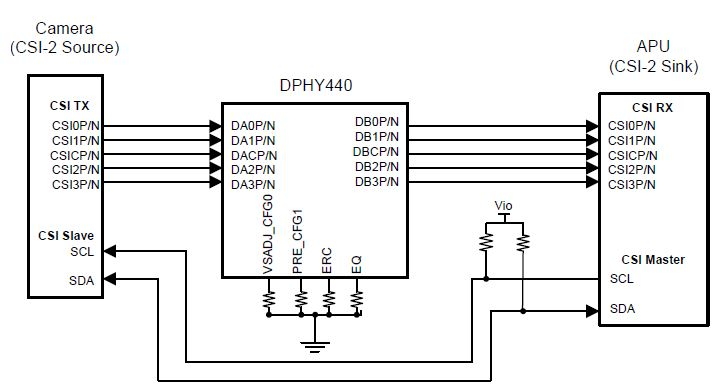 Camera
(CSI-2 Source)
APU
(CSI-2 Sink)
DPHY440
CSI TX
CSI0P/N
CSI1P/N
CSICP/N
CSI2P/N
CSI3P/N
CSI Slave
SCL
SDA
DA0P/N
DA1P/N
DACP/N
DA2P/N
DA3P/N
DB0P/N
DB1P/N
DBCP/N
DB2P/N
DB3P/N
VSADJ_CFG0
PRE_CFG1
ERC
EQ
Vio
CSI RX
CSI0P/N
CSI1P/N
CSICP/N
CSI2P/N
CSI3P/N
CSI Master
SCL
SDA